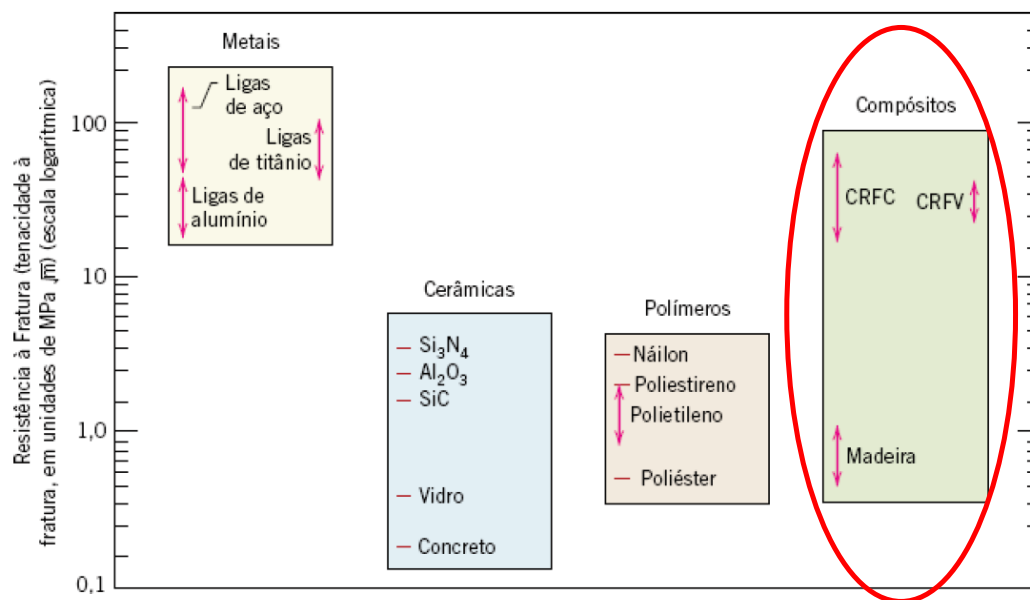 Resistência à Fratura (tenacidade à
fratura, em unidades de MPa √m) (escala logarítmica)
100
10
1,0
0,1
Metais
Ligas
de aço
Ligas
de titânio
Ligas de
alumínio
Cerâmicas
Si₃N₄
Al₂O₃
SiC
Vidro
Concreto
Polímeros
Náilon
Poliestireno
Polietileno
Poliéster
Compósitos
CRFC
CRFV
Madeira